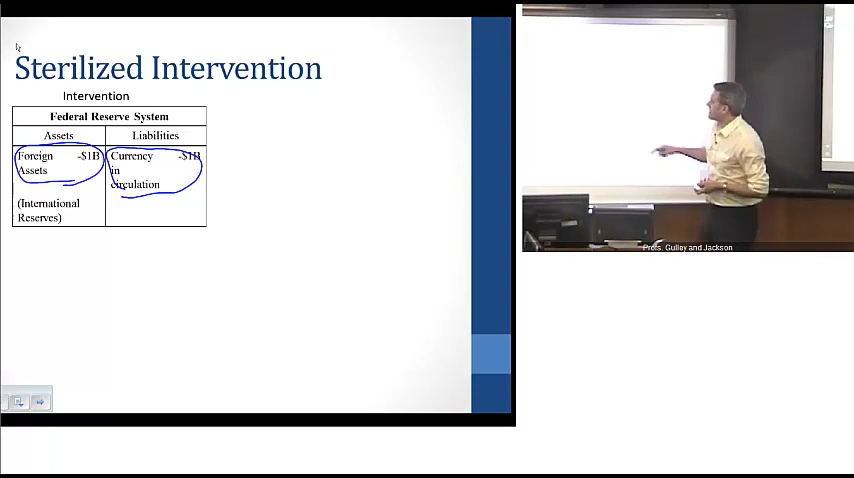 Sterilized Intervention
Intervention
Federal Reserve System
Assets Liabilities
Foreign -$1B Currency -$1B
Assets in
circulation
(International
Reserves)
Profs. Gulley and Jackson